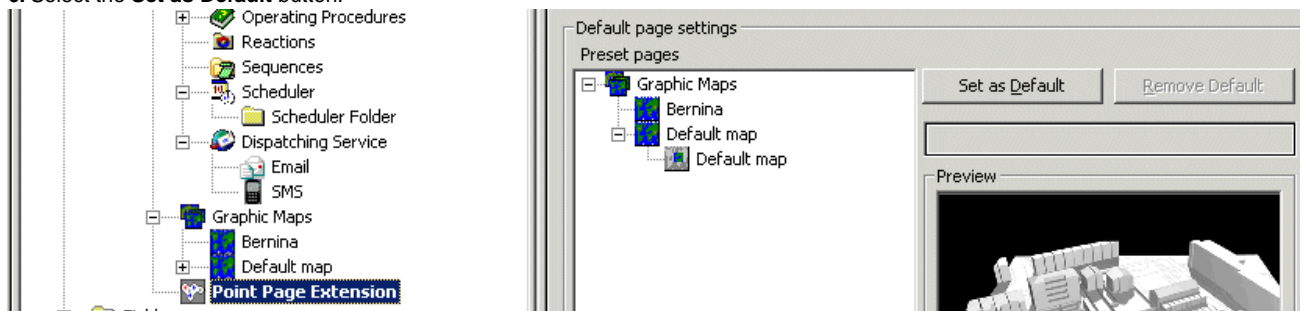 Select the Set as Default button.
Operating Procedures
Reactions
Sequences
Scheduler
Scheduler Folder
Dispatching Service
Email
SMS
Graphic Maps
Bernina
Default map
Point Page Extension
Default page settings
Preset pages
Graphic Maps
Bernina
Default map
Default map
Set as Default
Remove Default
Preview